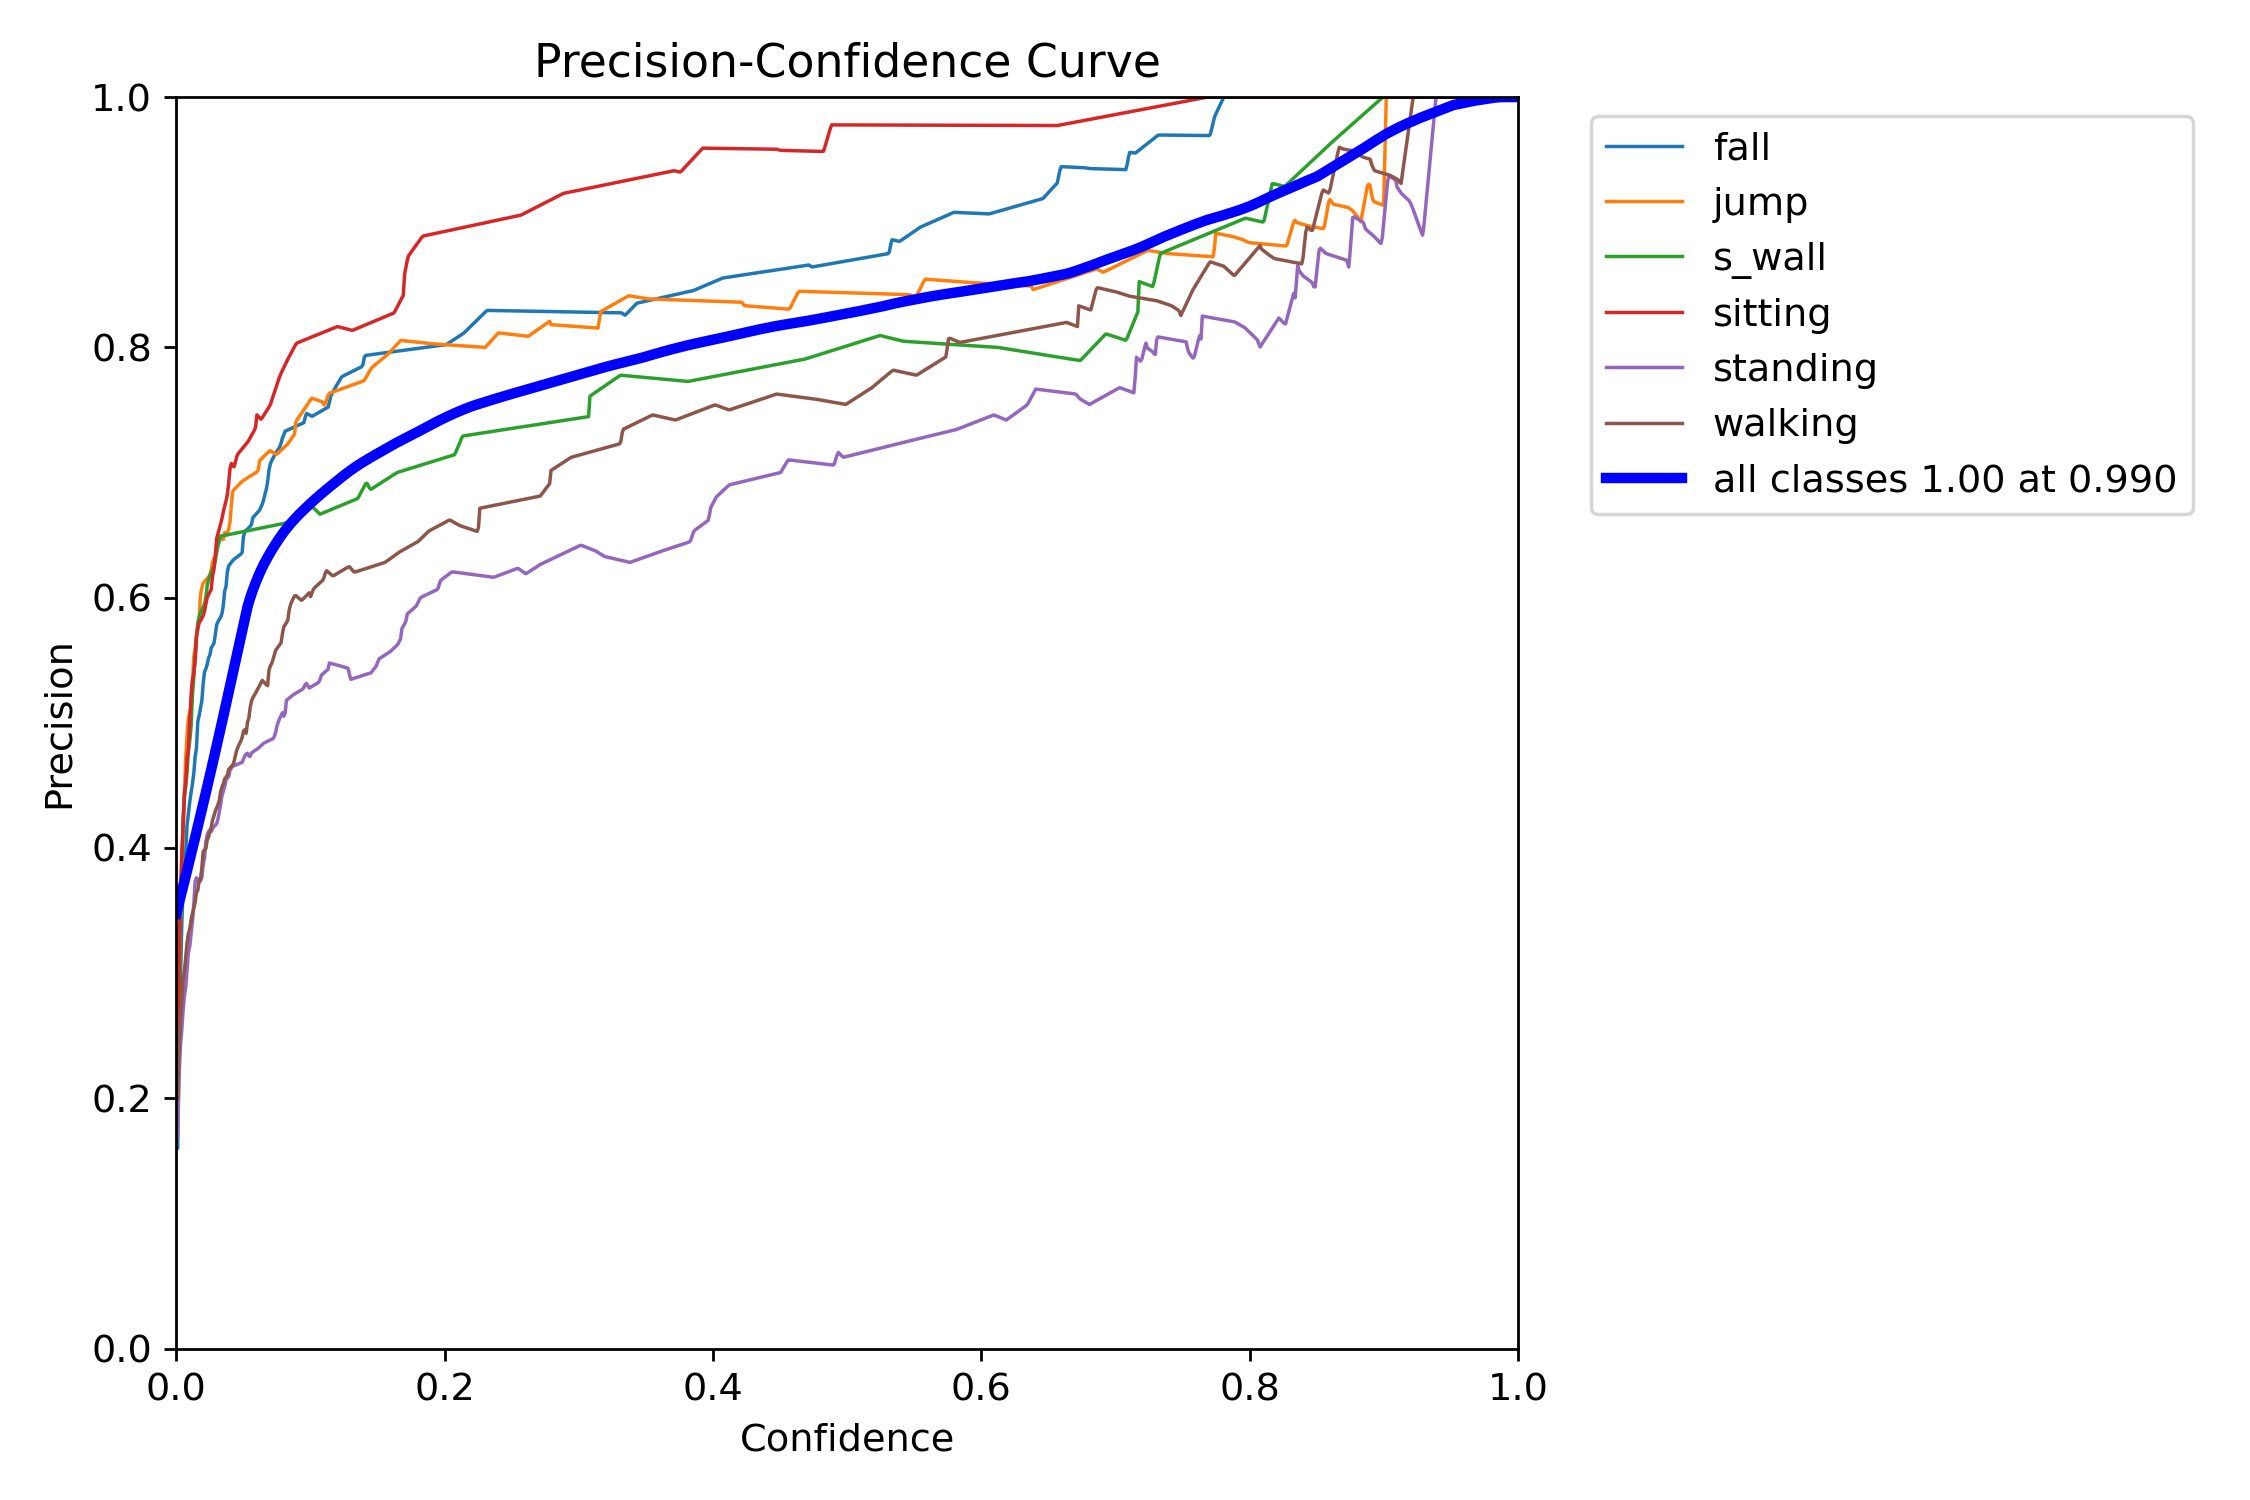 Precision-Confidence Curve
1.0
0.8
0.6
0.4
0.2
0.0
Precision
0.0 0.2 0.4 0.6 0.8 1.0
Confidence
fall
jump
s_wall
sitting
standing
walking
all classes 1.00 at 0.990